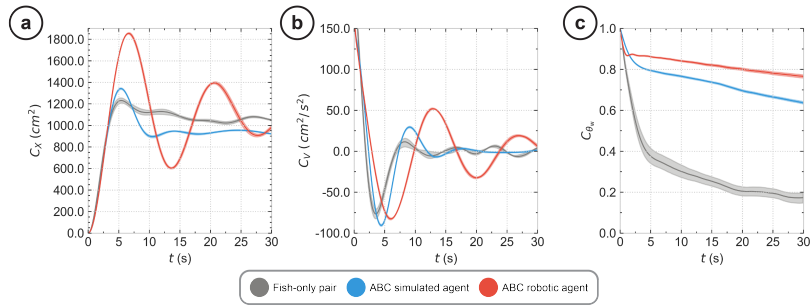 a
b
c
1800.0
1600.0
1400.0
1200.0
1000.0
800.0
600.0
400.0
200.0
0.0
C_X (cm²)
0 5 10 15 20 25 30
t (s)
150.0
100.0
50.0
0.0
-50.0
-100.0
C_V (cm²/s²)
0 5 10 15 20 25 30
t (s)
1.0
0.8
0.6
0.4
0.2
0.0
C_θ_w
0 5 10 15 20 25 30
t (s)
Fish-only pair
ABC simulated agent
ABC robotic agent